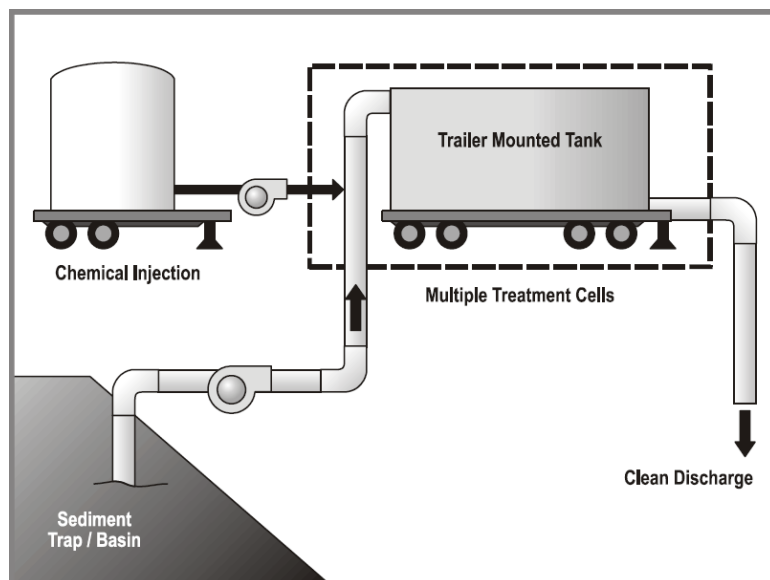 Trailer Mounted Tank
Chemical Injection
Multiple Treatment Cells
Clean Discharge
Sediment
Trap / Basin